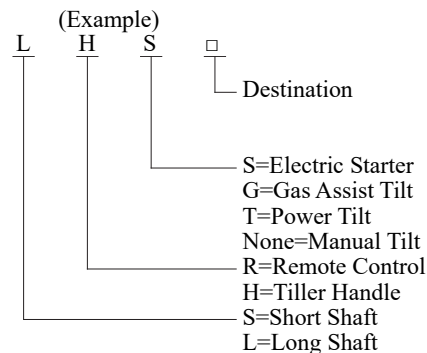 (Example)
L H S □
Destination
S=Electric Starter
G=Gas Assist Tilt
T=Power Tilt
None=Manual Tilt
R=Remote Control
H=Tiller Handle
S=Short Shaft
L=Long Shaft